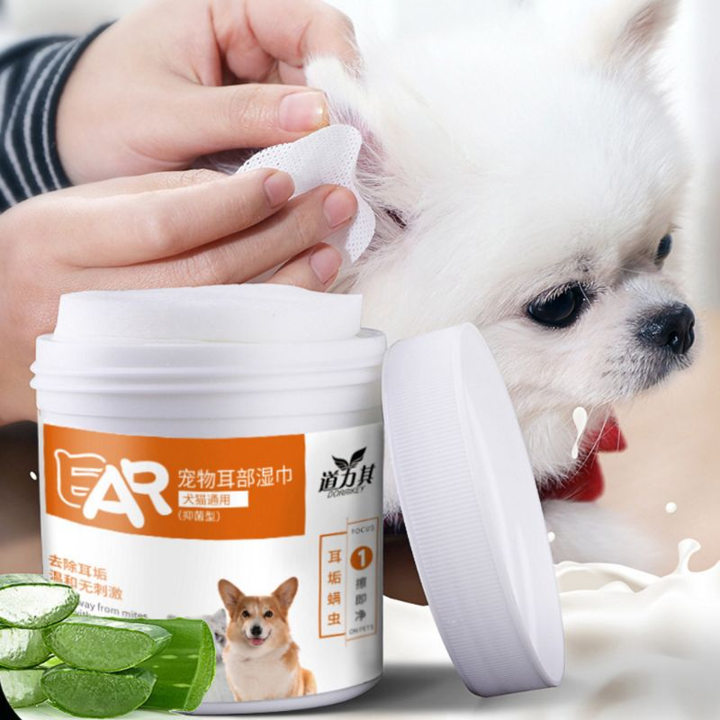 EAR
宠物耳部湿巾
犬猫通用
(抑菌型)
去除耳垢
温和无刺激
way from mites
道力其
FOCUS
耳垢螨虫
1
擦即净
ON PETS